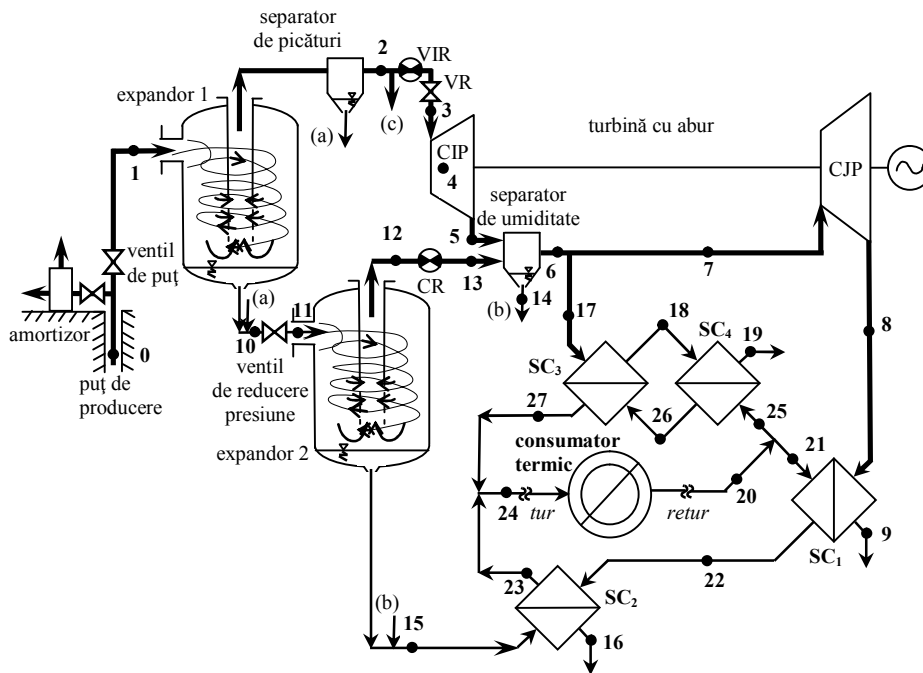 separator
de picături
2
VIR
VR
expandor 1
(a)
(c)
3
turbină cu abur
CIP
CJP
1
4
separator
de umiditate
ventil
de puț
12
5
6
7
13
CR
14
(b)
(a)
11
10
amortizor
0
puț de
producere
ventil
de reducere
presiune
17
18
SC4
19
8
SC3
27
26
25
expandor 2
consumator
termic
21
24
tur
retur
20
9
SC1
23
22
SC2
(b)
15
16